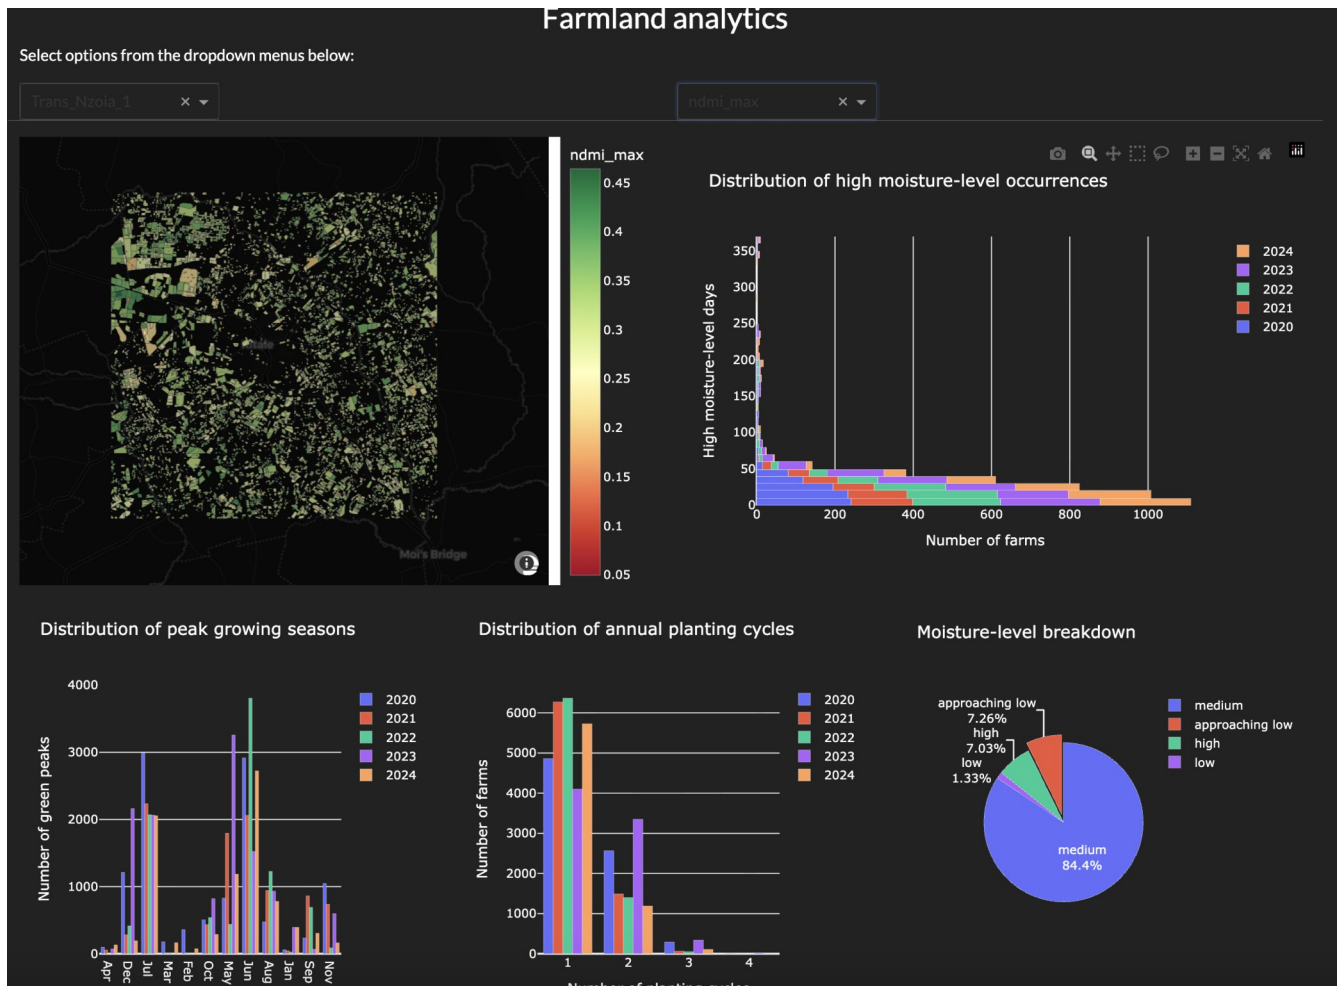 Farmland analytics
Select options from the dropdown menus below:
Trans_Nzoia_1
ndmi_max
ndmi_max
0.45
0.4
0.35
0.3
0.25
0.2
0.15
0.1
0.05
Moi's Bridge
Distribution of high moisture-level occurrences
High moisture-level days
350
300
250
200
150
100
50
0
0 200 400 600 800 1000
Number of farms
2024
2023
2022
2021
2020
Distribution of peak growing seasons
Number of green peaks
4000
3000
2000
1000
0
Apr Dec Jul Mar Feb Oct May Jun Aug Jan Sep Nov
2020
2021
2022
2023
2024
Distribution of annual planting cycles
Number of farms
6000
5000
4000
3000
2000
1000
0
1 2 3 4
Number of planting cycles
2020
2021
2022
2023
2024
Moisture-level breakdown
approaching low
7.26%
high
7.03%
low
1.33%
medium
84.4%
medium
approaching low
high
low